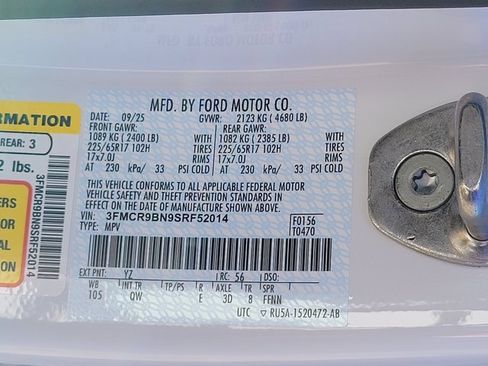 MFD. BY FORD MOTOR CO.
DATE: 09/25 GVWR: 2123 KG ( 4680 LB)
FRONT GAWR: REAR GAWR:
1089 KG ( 2400 LB) 1082 KG ( 2385 LB)
225/65R17 102H TIRES 225/65R17 102H TIRES
17x7.0J RIMS 17x7.0J RIMS
AT 230 kPa/ 33 PSI COLD AT 230 kPa/ 33 PSI COLD
THIS VEHICLE CONFORMS TO ALL APPLICABLE FEDERAL MOTOR
VEHICLE SAFETY AND THEFT PREVENTION STANDARDS IN EFFECT ON
THE DATE OF MANUFACTURE SHOWN ABOVE.
VIN: 3FMCR9BN9SRF52014 F0156
TYPE: MPV T0470
EXT PNT: YZ RC: 56 DSO:
WB INT TR TP/PS R AXLE TR SPR
105 QW E 3D 8 FFNN
UTC ▽ RU5A-1520472-AB
RMATION
REAR: 3
2 lbs.
3FMCR9BN9SRF52014
ERS
OR
AL
ION